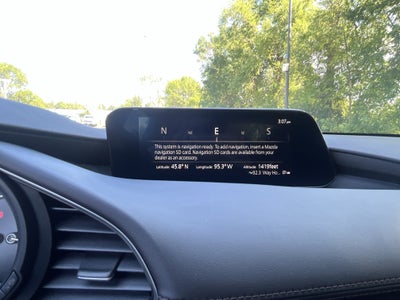 3:07
N NE E SE S
This system is navigation ready. To add navigation, insert a Mazda
navigation SD card. Navigation SD cards are available from your
dealer as an accessory.
Latitude 45.8°N Longitude 95.3°W Altitude 1419feet
92.3 Way Ho...